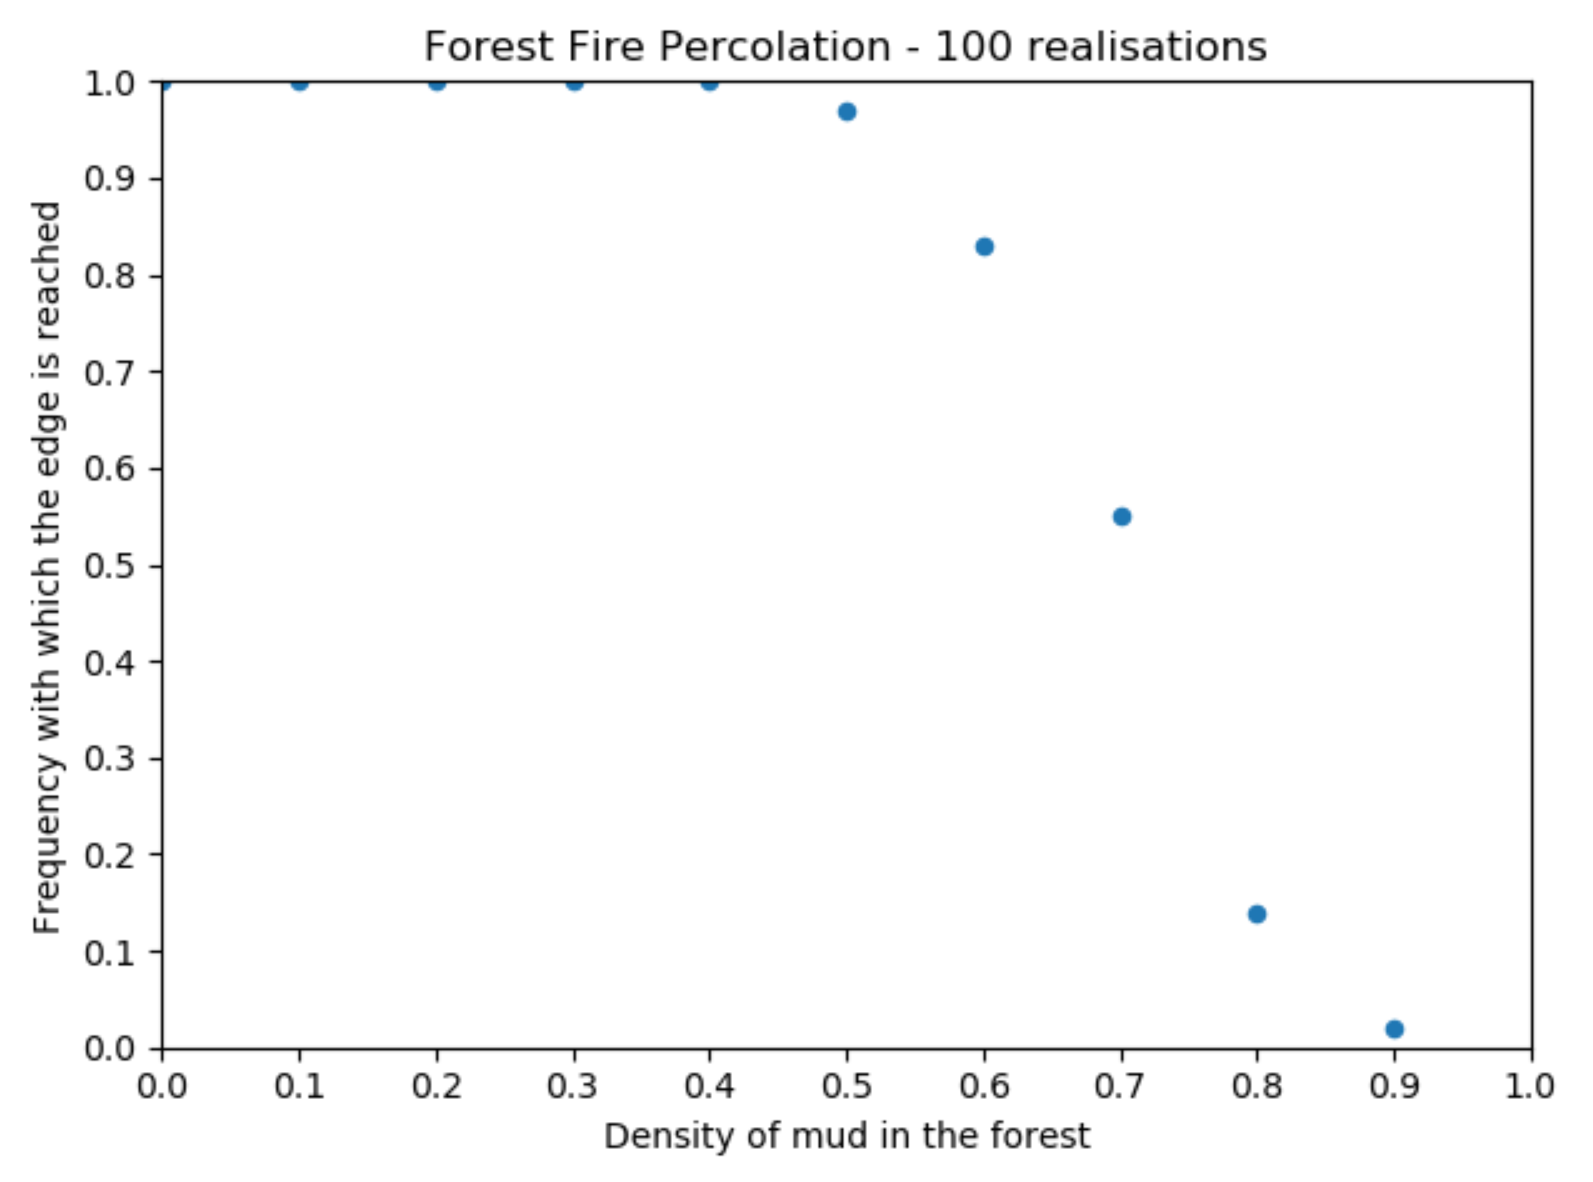 Forest Fire Percolation - 100 realisations
Frequency with which the edge is reached
1.0
0.9
0.8
0.7
0.6
0.5
0.4
0.3
0.2
0.1
0.0
0.0 0.1 0.2 0.3 0.4 0.5 0.6 0.7 0.8 0.9 1.0
Density of mud in the forest